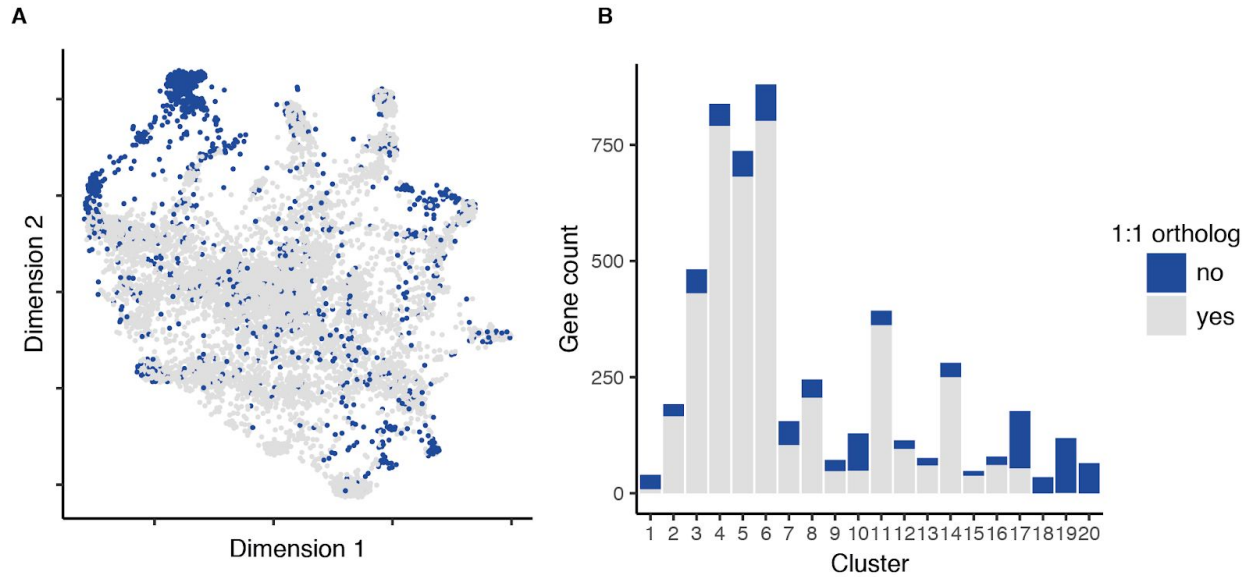 A
Dimension 2
Dimension 1
B
Gene count
750
500
250
0
1 2 3 4 5 6 7 8 9 10 11 12 13 14 15 16 17 18 19 20
Cluster
1:1 ortholog
no
yes